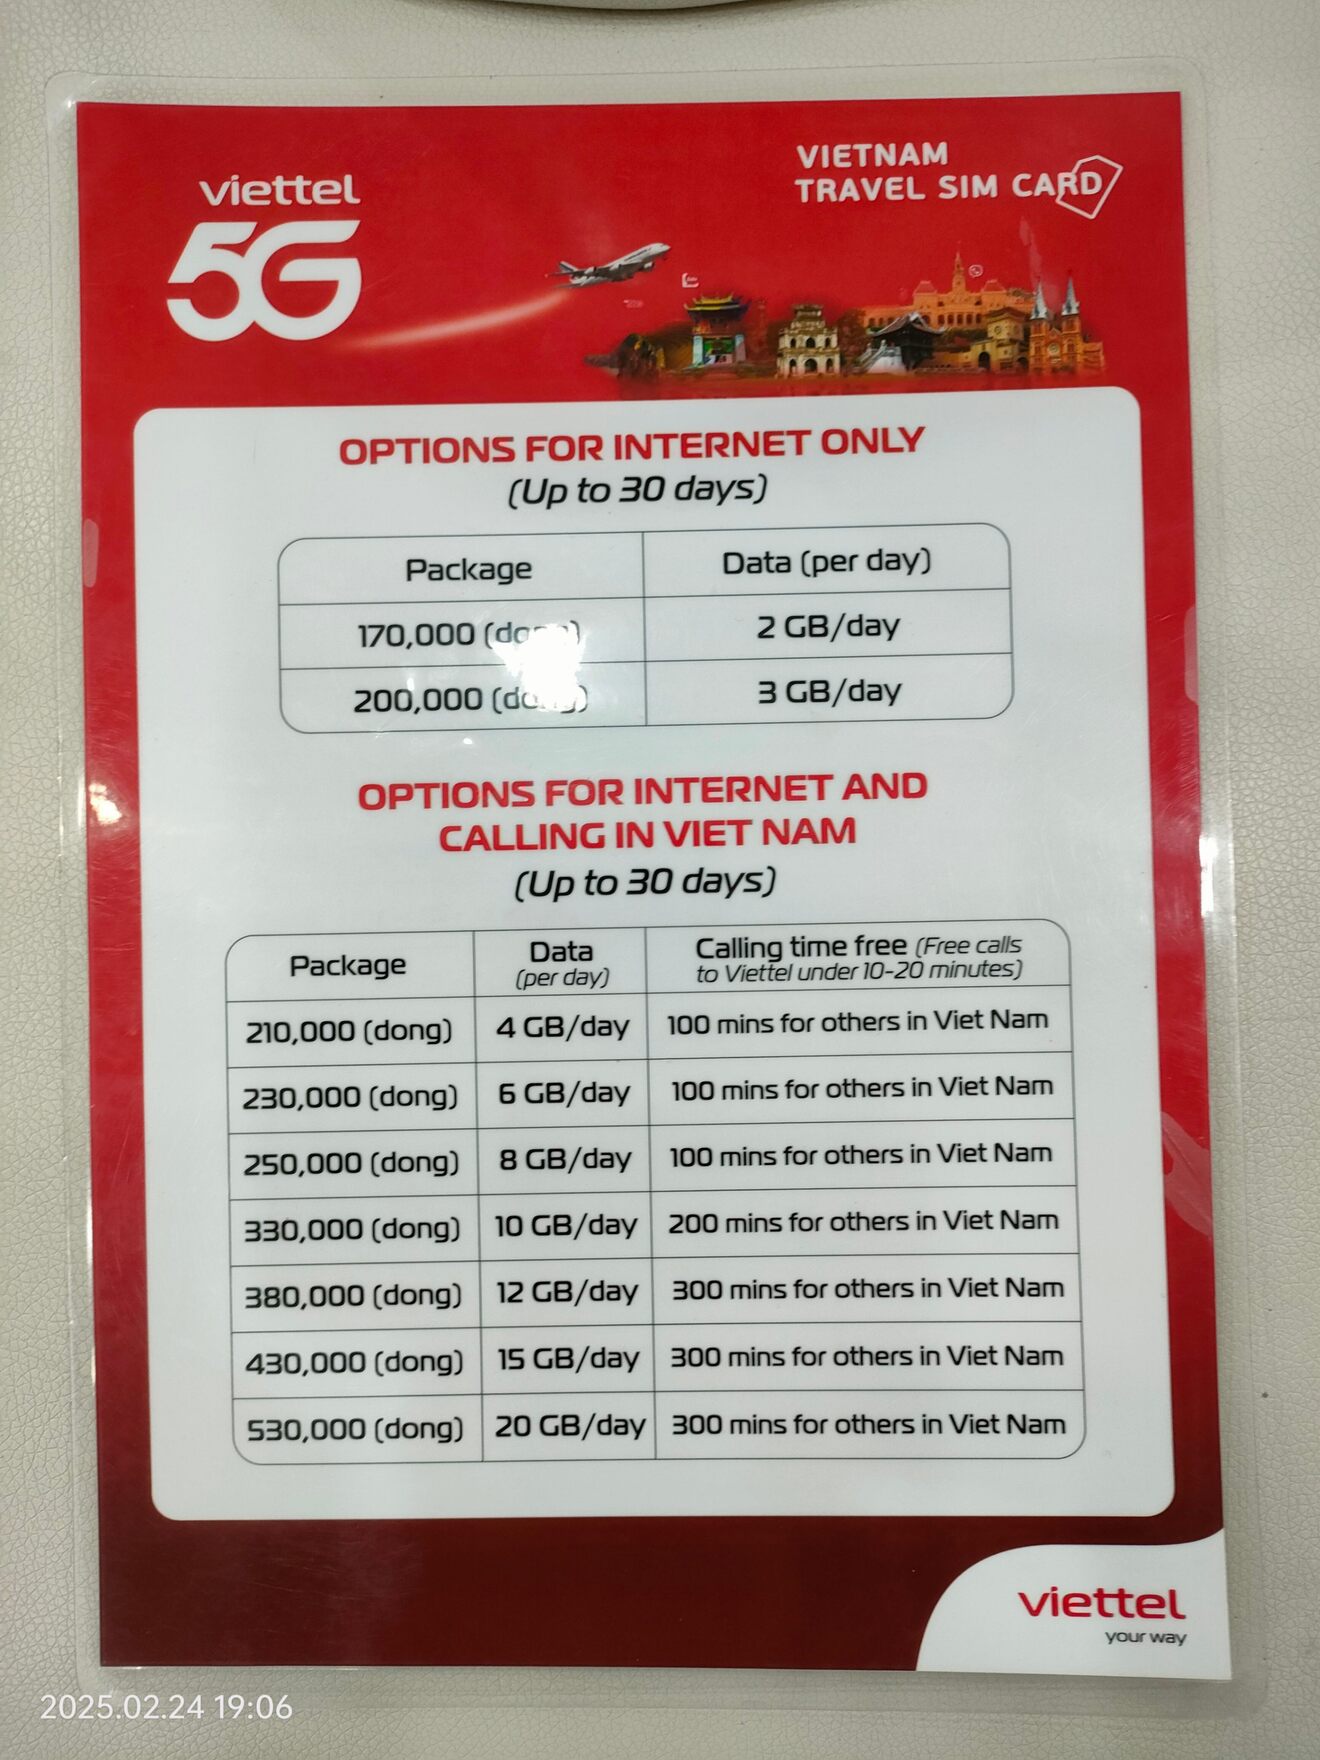 viettel
5G
VIETNAM
TRAVEL SIM CARD
OPTIONS FOR INTERNET ONLY
(Up to 30 days)
Package Data (per day)
170,000 (dong) 2 GB/day
200,000 (dong) 3 GB/day
OPTIONS FOR INTERNET AND
CALLING IN VIET NAM
(Up to 30 days)
Package Data (per day) Calling time free (Free calls to Viettel under 10-20 minutes)
210,000 (dong) 4 GB/day 100 mins for others in Viet Nam
230,000 (dong) 6 GB/day 100 mins for others in Viet Nam
250,000 (dong) 8 GB/day 100 mins for others in Viet Nam
330,000 (dong) 10 GB/day 200 mins for others in Viet Nam
380,000 (dong) 12 GB/day 300 mins for others in Viet Nam
430,000 (dong) 15 GB/day 300 mins for others in Viet Nam
530,000 (dong) 20 GB/day 300 mins for others in Viet Nam
viettel
your way
2025.02.24 19:06